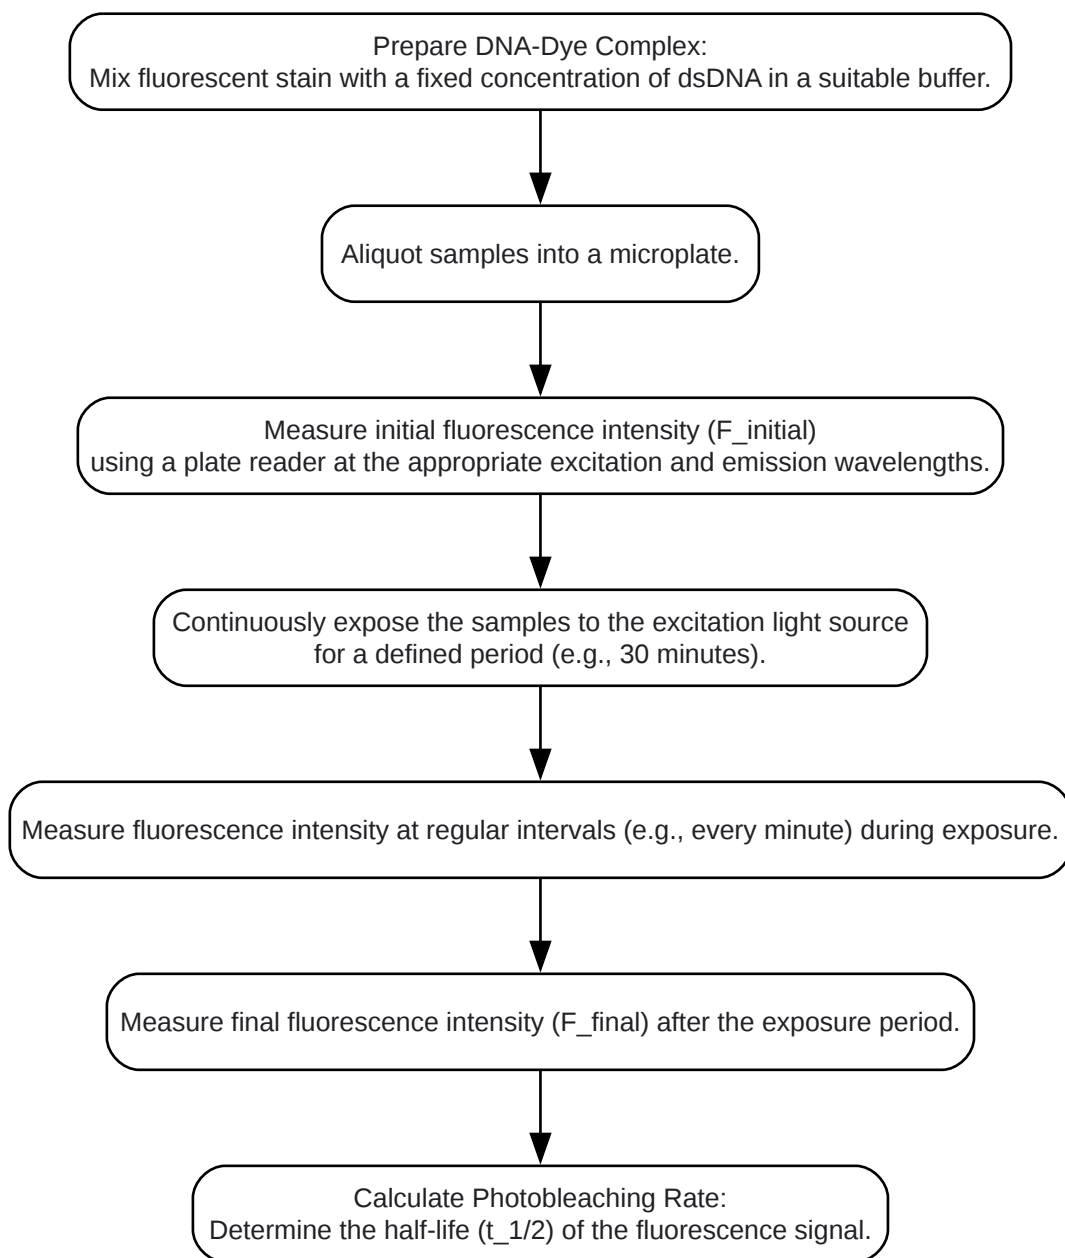 Prepare DNA-Dye Complex:
Mix fluorescent stain with a fixed concentration of dsDNA in a suitable buffer.
Aliquot samples into a microplate.
Measure initial fluorescence intensity (F_initial)
using a plate reader at the appropriate excitation and emission wavelengths.
Continuously expose the samples to the excitation light source
for a defined period (e.g., 30 minutes).
Measure fluorescence intensity at regular intervals (e.g., every minute) during exposure.
Measure final fluorescence intensity (F_final) after the exposure period.
Calculate Photobleaching Rate:
Determine the half-life (t_1/2) of the fluorescence signal.